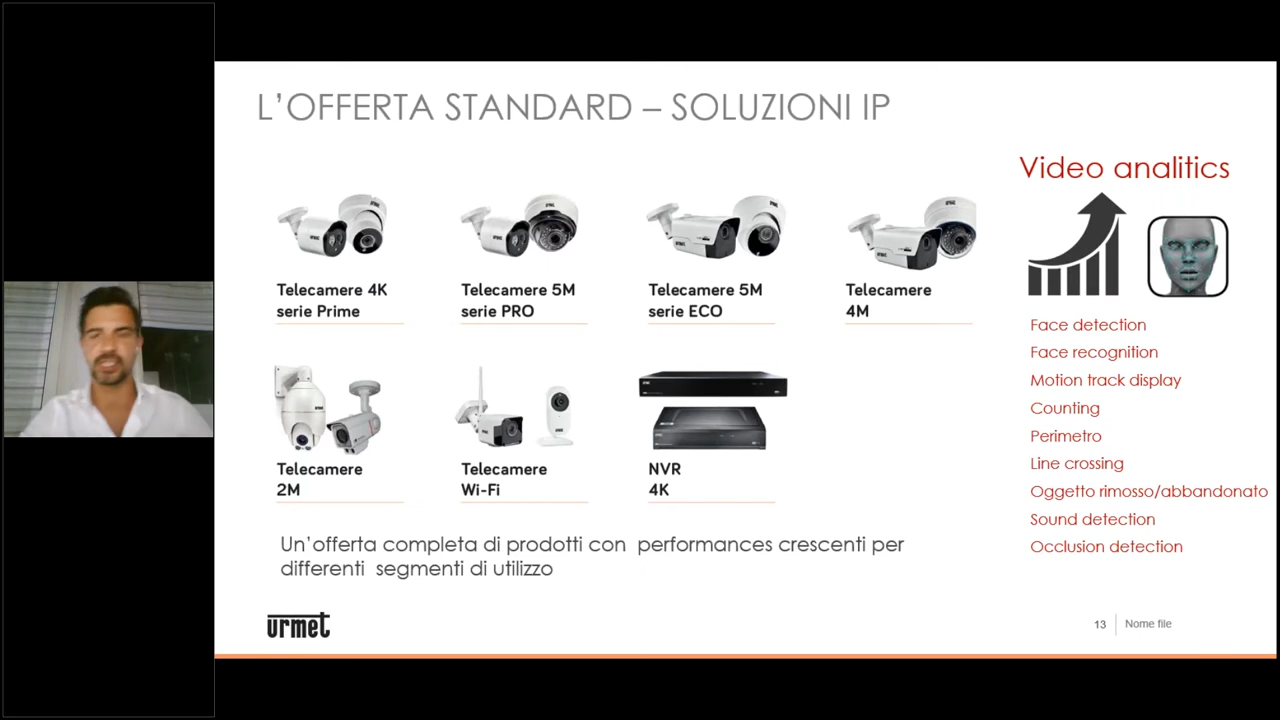 L'OFFERTA STANDARD – SOLUZIONI IP
Video analitics
Telecamere 4K
serie Prime
Telecamere 5M
serie PRO
Telecamere 5M
serie ECO
Telecamere
4M
Telecamere
2M
Telecamere
Wi-Fi
NVR
4K
Face detection
Face recognition
Motion track display
Counting
Perimetro
Line crossing
Oggetto rimosso/abbandonato
Sound detection
Occlusion detection
Un'offerta completa di prodotti con performances crescenti per
differenti segmenti di utilizzo
urmet
13
Nome file